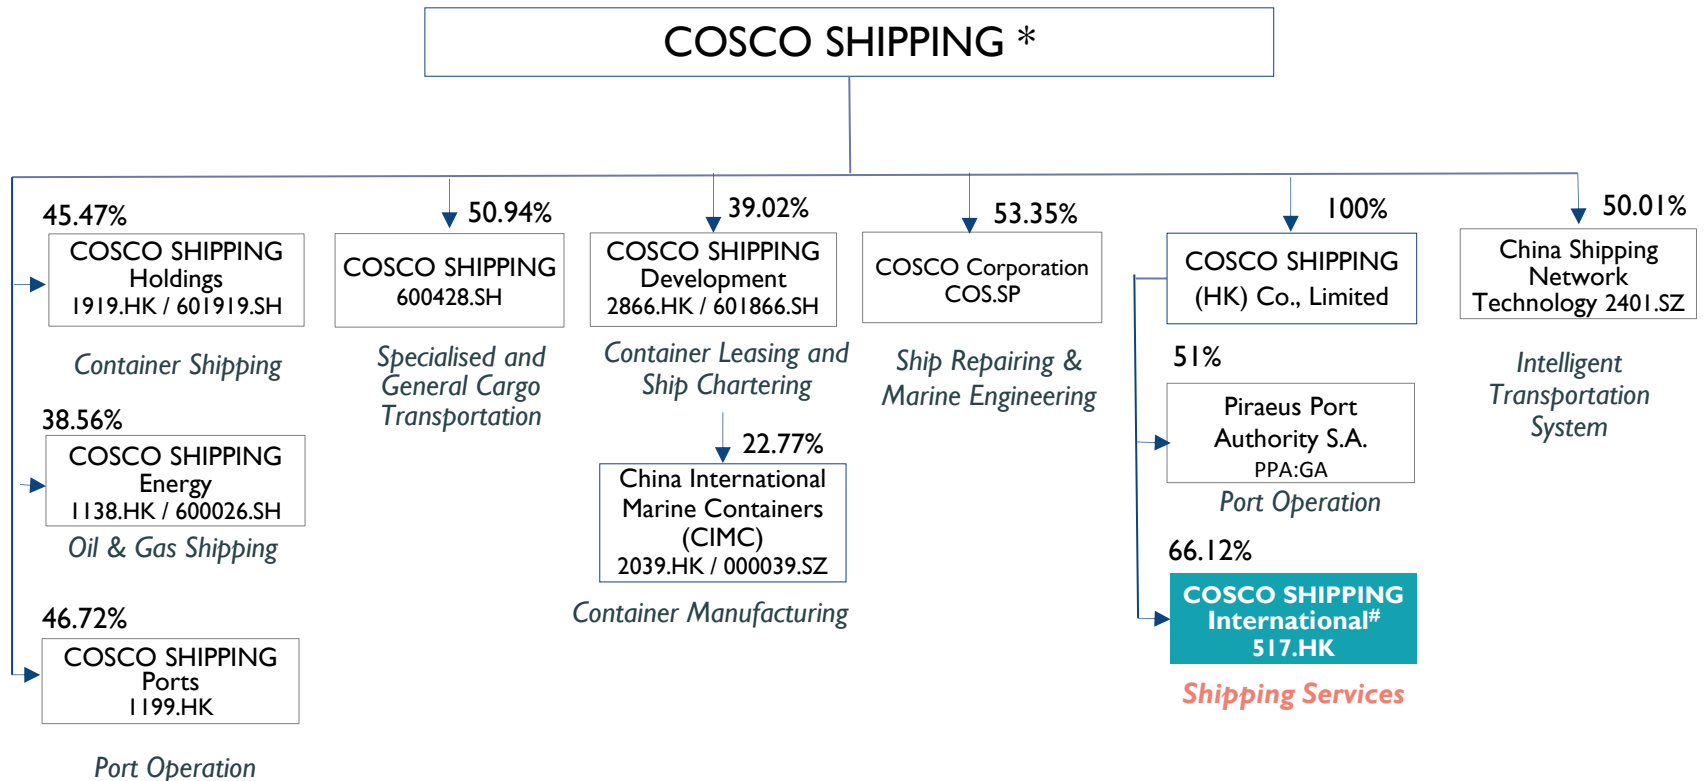 COSCO SHIPPING *
45.47%
COSCO SHIPPING
Holdings
1919.HK / 601919.SH
Container Shipping
38.56%
COSCO SHIPPING
Energy
1138.HK / 600026.SH
Oil & Gas Shipping
46.72%
COSCO SHIPPING
Ports
1199.HK
Port Operation
50.94%
COSCO SHIPPING
600428.SH
Specialised and
General Cargo
Transportation
39.02%
COSCO SHIPPING
Development
2866.HK / 601866.SH
Container Leasing and
Ship Chartering
22.77%
China International
Marine Containers
(CIMC)
2039.HK / 000039.SZ
Container Manufacturing
53.35%
COSCO Corporation
COS.SP
Ship Repairing &
Marine Engineering
100%
COSCO SHIPPING
(HK) Co., Limited
51%
Piraeus Port
Authority S.A.
PPA:GA
Port Operation
66.12%
COSCO SHIPPING
International#
517.HK
Shipping Services
50.01%
China Shipping
Network
Technology 2401.SZ
Intelligent
Transportation
System